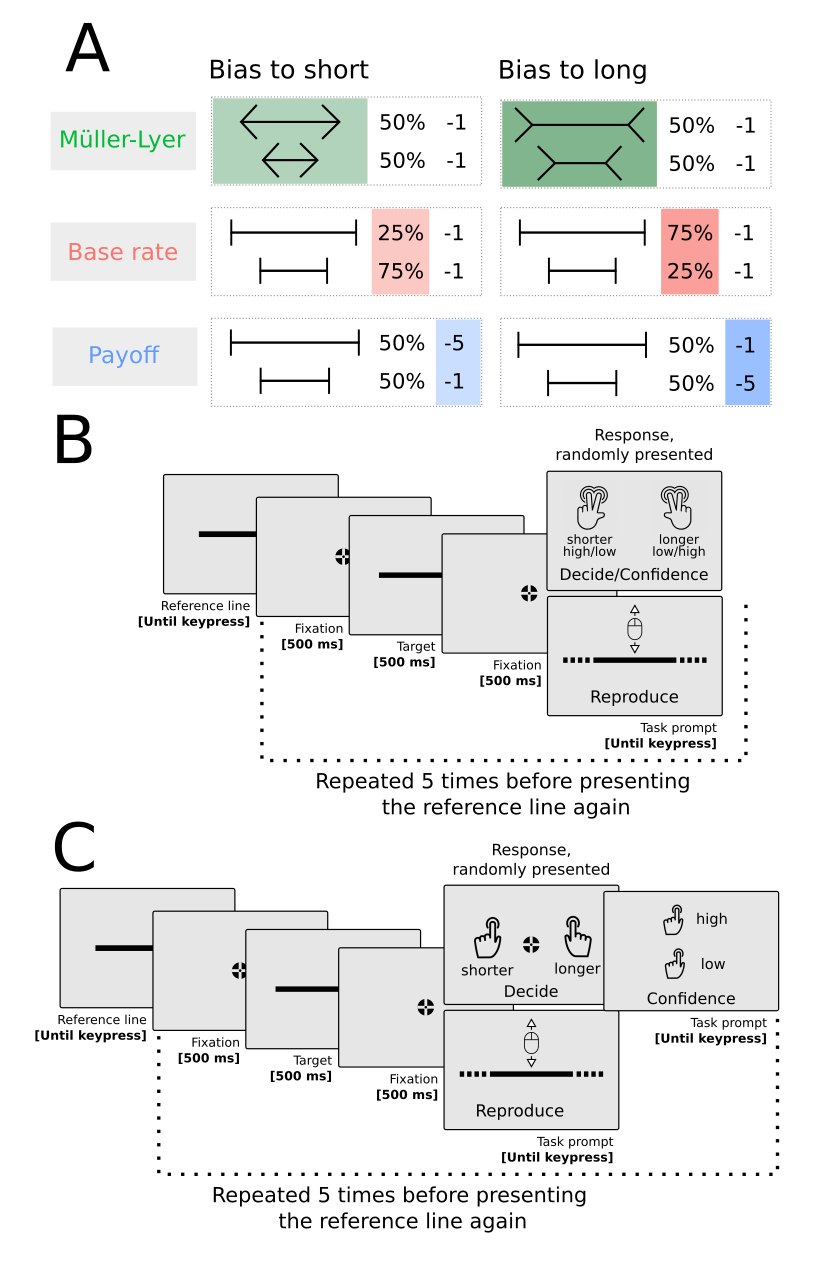 A
Bias to short
Bias to long
Müller-Lyer
50% -1
50% -1
50% -1
50% -1
Base rate
25% -1
75% -1
75% -1
25% -1
Payoff
50% -5
50% -1
50% -1
50% -5
B
Response,
randomly presented
shorter
high/low
longer
low/high
Decide/Confidence
Reference line
[Until keypress]
Fixation
[500 ms]
Target
[500 ms]
Fixation
[500 ms]
Reproduce
Task prompt
[Until keypress]
Repeated 5 times before presenting
the reference line again
C
Response,
randomly presented
shorter
longer
Decide
high
low
Confidence
Reference line
[Until keypress]
Fixation
[500 ms]
Target
[500 ms]
Fixation
[500 ms]
Task prompt
[Until keypress]
Reproduce
Task prompt
[Until keypress]
Repeated 5 times before presenting
the reference line again